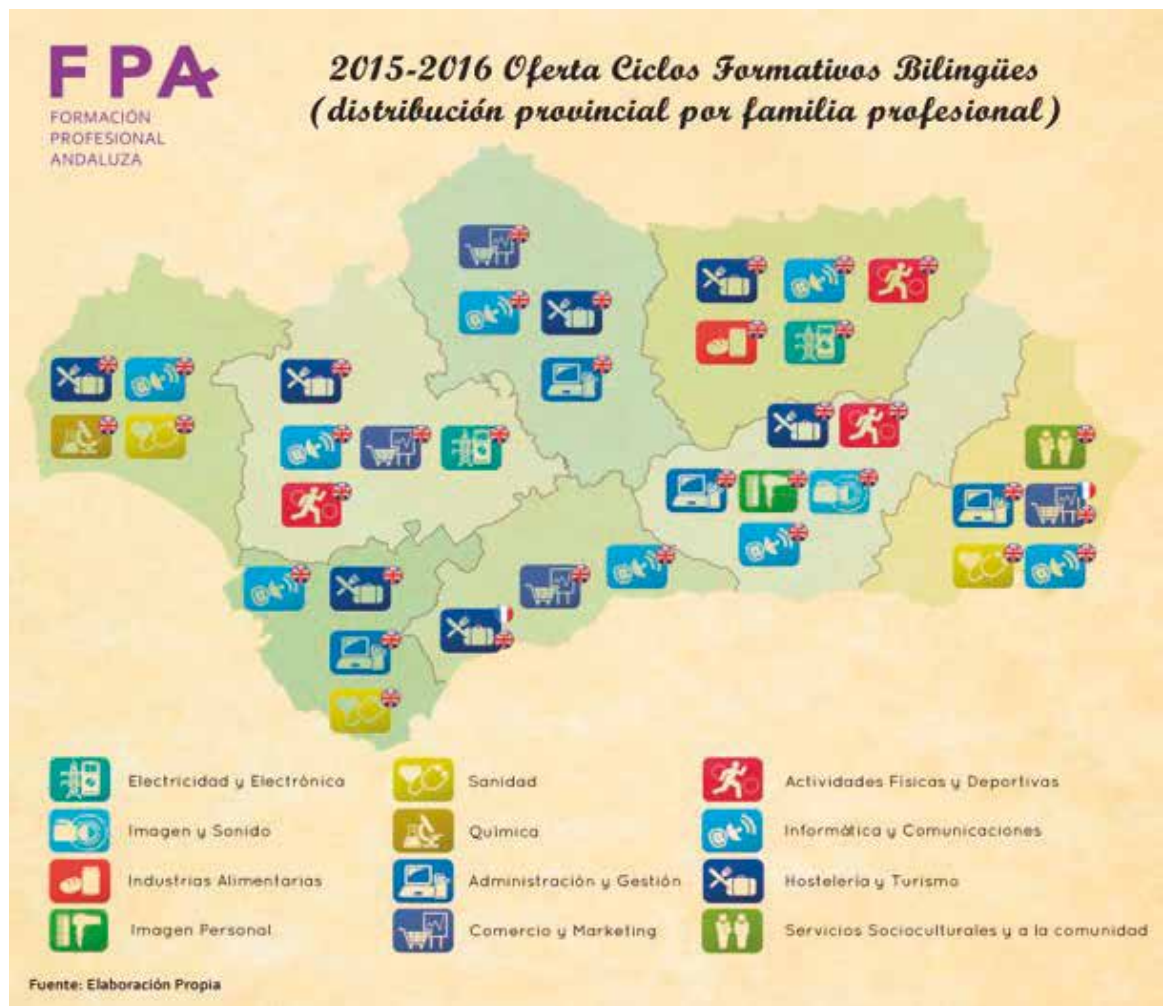 FPA
FORMACIÓN
PROFESIONAL
ANDALUZA
2015-2016 Oferta Ciclos Formativos Bilingües
(distribución provincial por familia profesional)
Electricidad y Electrónica
Imagen y Sonido
Industrias Alimentarias
Imagen Personal
Sanidad
Química
Administración y Gestión
Comercio y Marketing
Actividades Físicas y Deportivas
Informática y Comunicaciones
Hostelería y Turismo
Servicios Socioculturales y a la comunidad
Fuente: Elaboración Propia